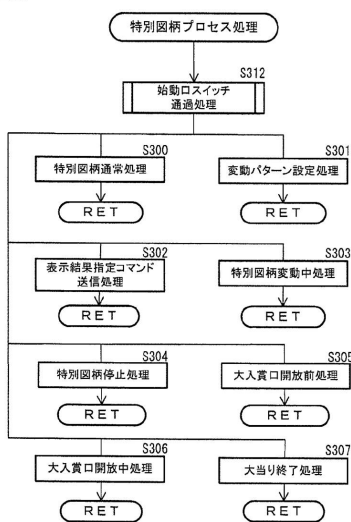 特別図柄プロセス処理
S312
始動口スイッチ
通過処理
S300
特別図柄通常処理
RET
S301
変動パターン設定処理
RET
S302
表示結果指定コマンド
送信処理
RET
S303
特別図柄変動中処理
RET
S304
特別図柄停止処理
RET
S305
大入賞口開放前処理
RET
S306
大入賞口開放中処理
RET
S307
大当り終了処理
RET